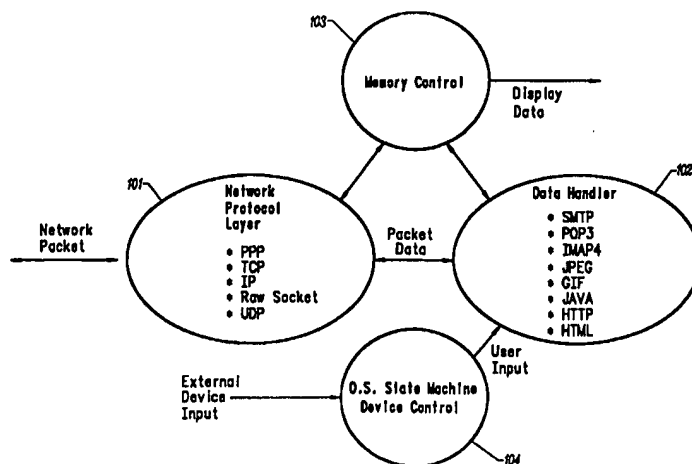 103
Memory Control
Display
Data
101
Network
Protocol
Layer
* PPP
* TCP
* IP
* Raw Socket
* UDP
Network
Packet
Packet
Data
102
Data Handler
* SMTP
* POP3
* IMAP4
* JPEG
* GIF
* JAVA
* HTTP
* HTML
User
Input
External
Device
Input
O.S. State Machine
Device Control
104